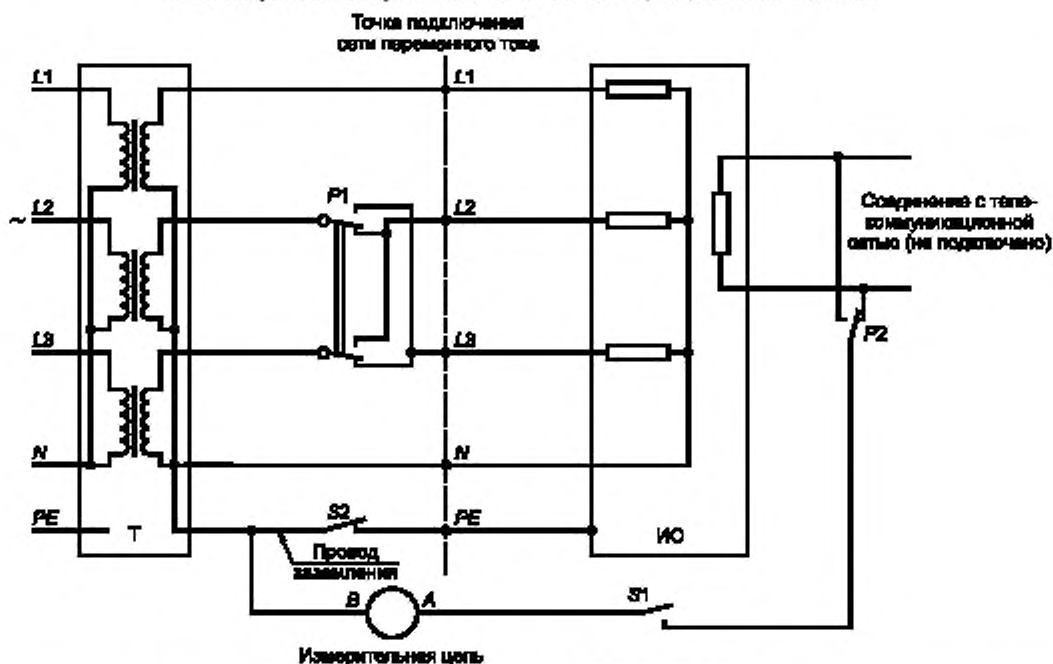 Точка подключения
сети переменного тока
L1
L1
P1
~ L2
L2
Соединение с теле-
коммуникационной
сетью (не подключено)
L3
L3
P2
N
N
PE
T
S2
PE
ИО
Провод
заземления
B
A
S1
Измерительная цепь